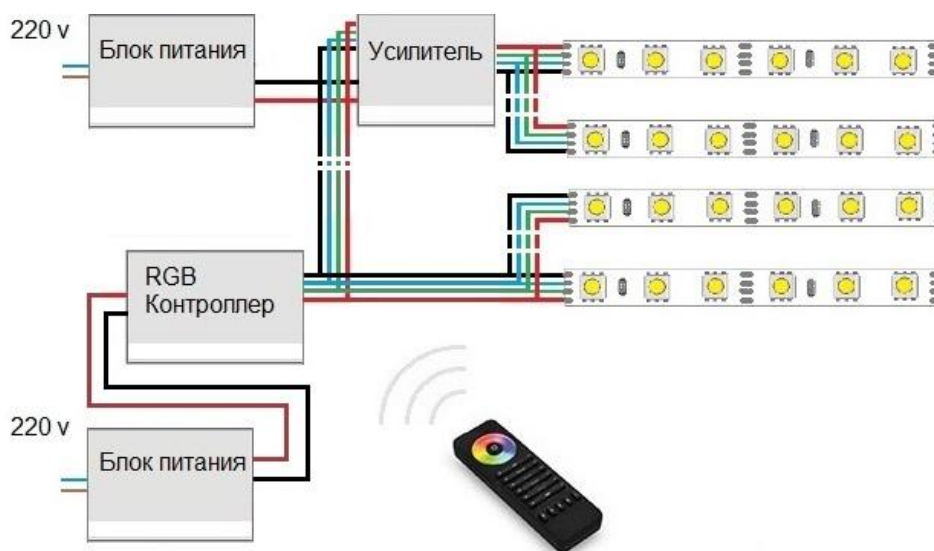 220 v
Блок питания
Усилитель
RGB
Контроллер
220 v
Блок питания